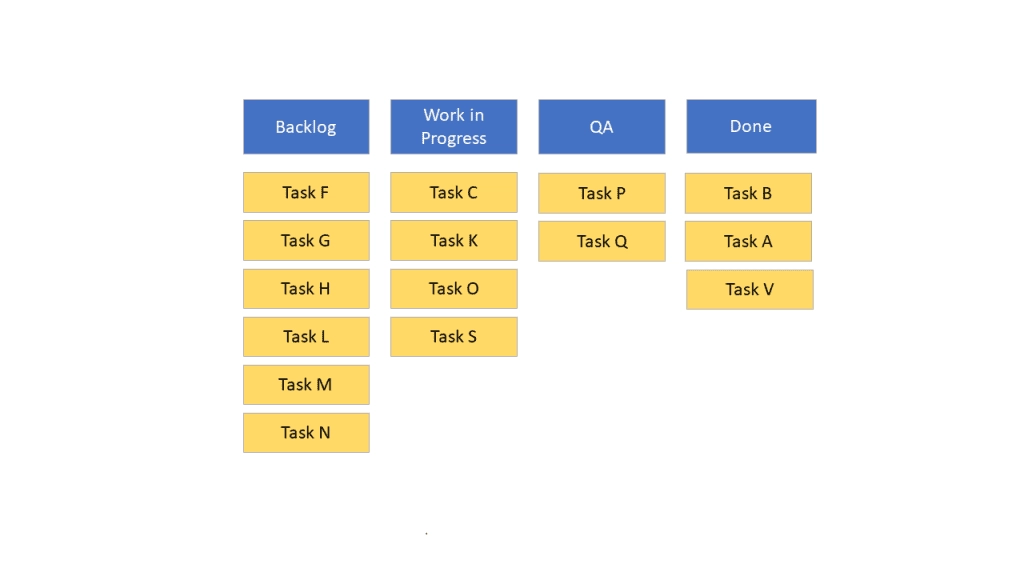 Backlog
Work in
Progress
QA
Done
Task F
Task C
Task P
Task B
Task G
Task K
Task Q
Task A
Task H
Task O
Task V
Task L
Task S
Task M
Task N